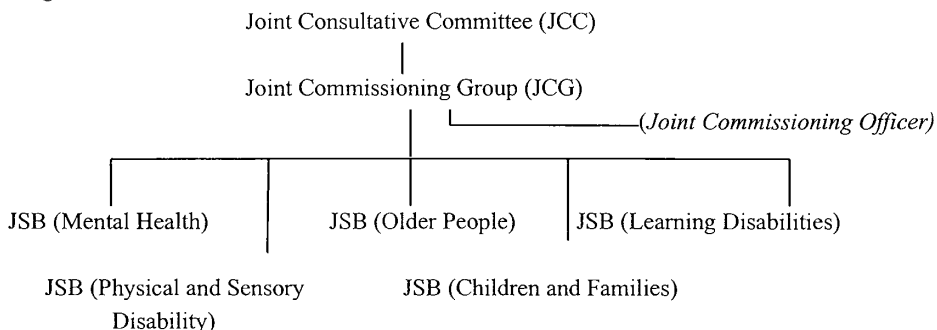 Joint Consultative Committee (JCC)
Joint Commissioning Group (JCG)
(Joint Commissioning Officer)
JSB (Mental Health)
JSB (Older People)
JSB (Learning Disabilities)
JSB (Physical and Sensory
Disability)
JSB (Children and Families)